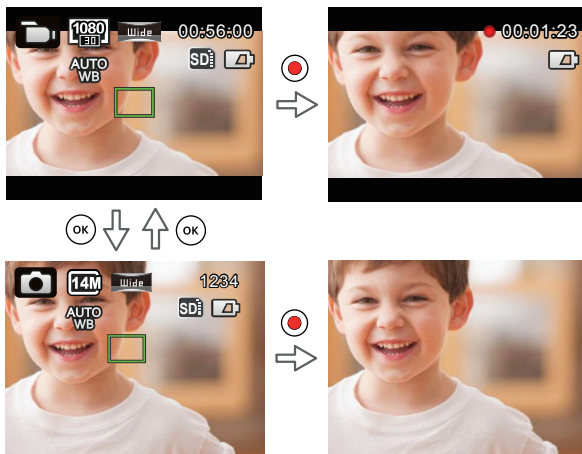 1080 Wide 00:56:00
30
AUTO SD
WB
00:01:23
OK OK
14M Wide 1234
AUTO SD
WB